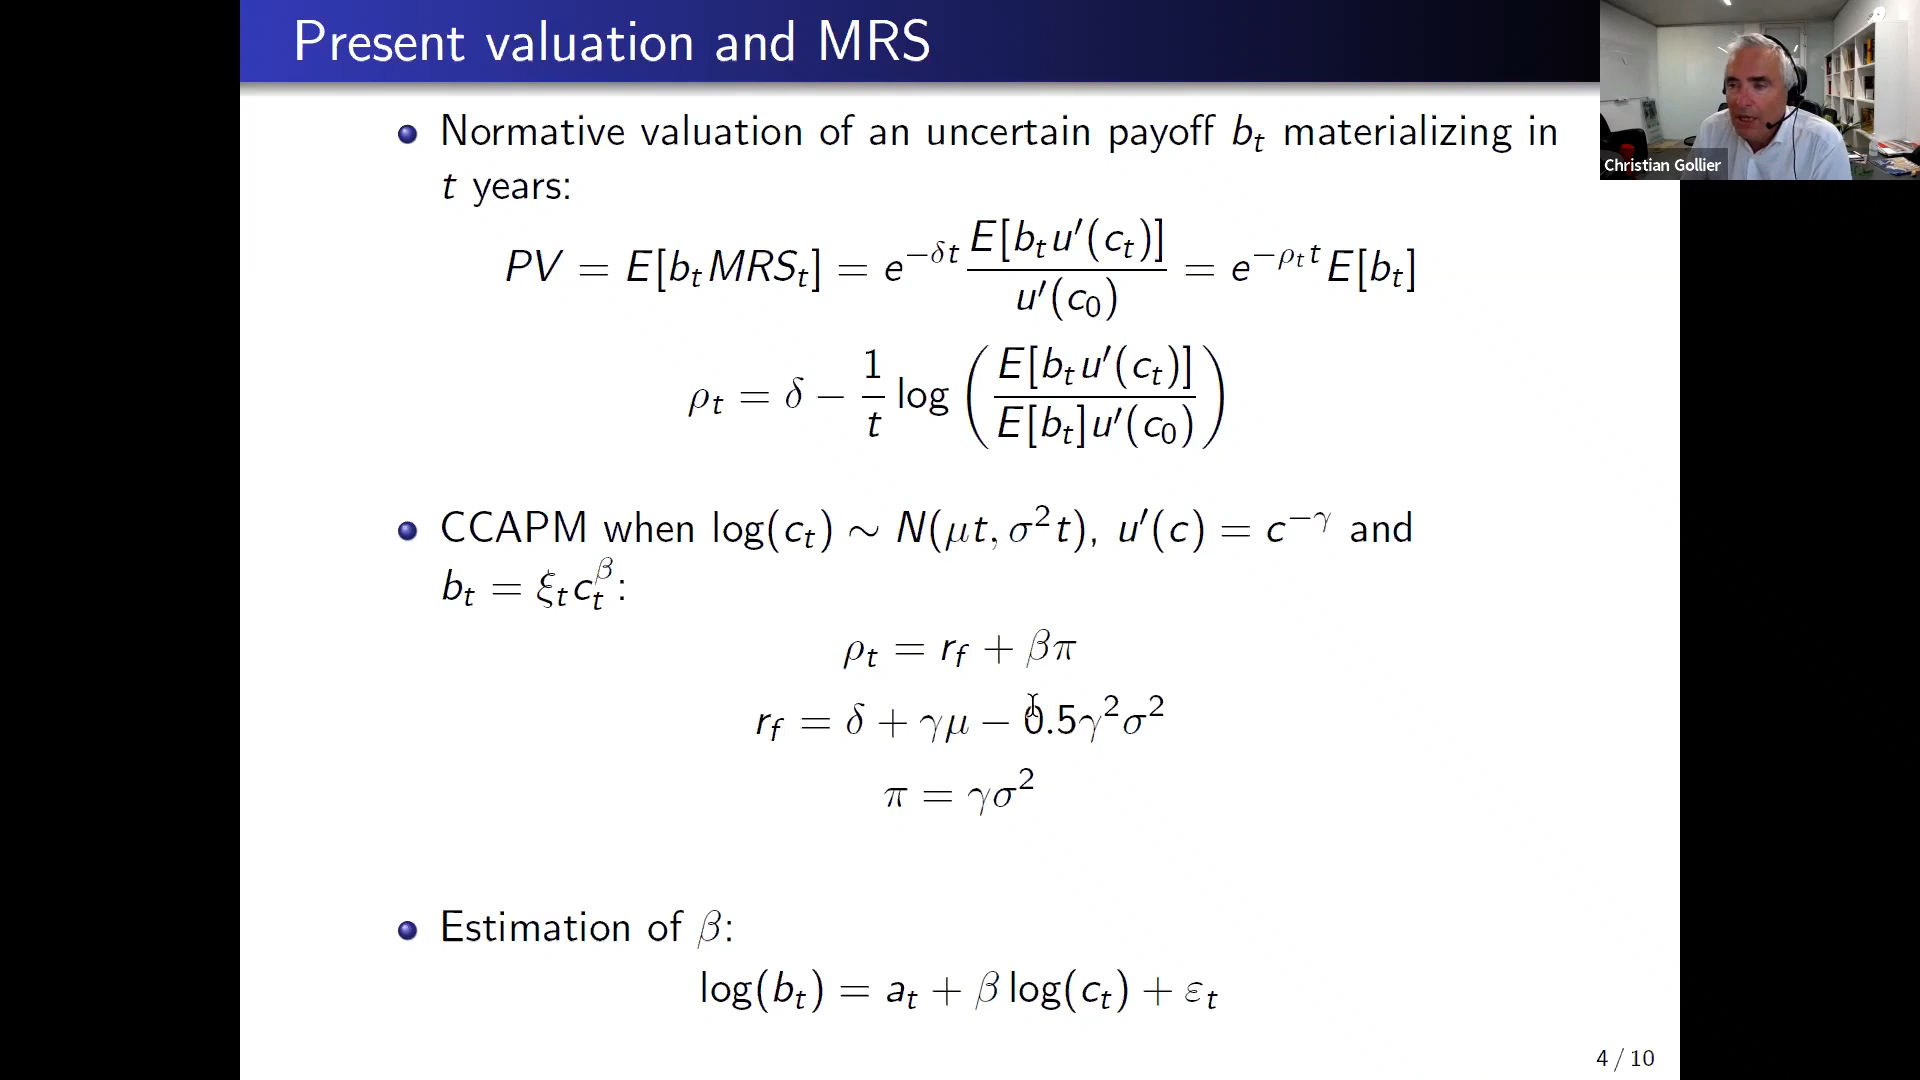 Present valuation and MRS
Normative valuation of an uncertain payoff b_t materializing in
t years:
PV = E[b_t MRS_t] = e^{-δt} \frac{E[b_t u′(c_t)]}{u′(c_0)} = e^{-ρ_t t} E[b_t]
ρ_t = δ − \frac{1}{t} log ( \frac{E[b_t u′(c_t)]}{E[b_t]u′(c_0)} )
CCAPM when log(c_t) ∼ N(μt, σ²t), u′(c) = c^{−γ} and
b_t = ξ_t c_t^β:
ρ_t = r_f + βπ
r_f = δ + γμ − 0.5γ²σ²
π = γσ²
Estimation of β:
log(b_t) = a_t + β log(c_t) + ε_t
4 / 10
Christian Gollier